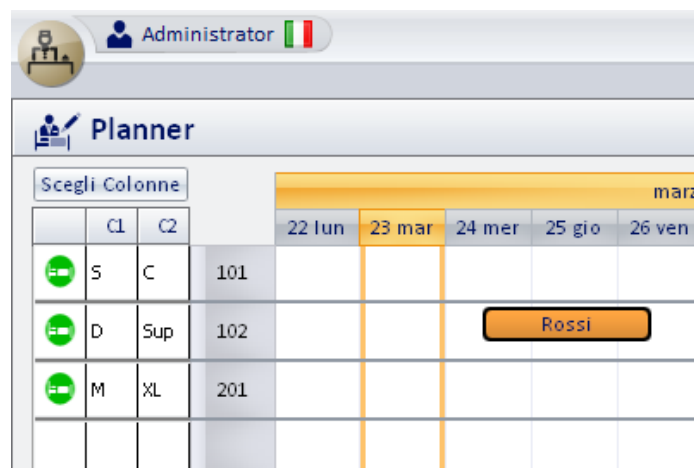 Administrator
Planner
Scegli Colonne
marz
C1 C2 22 lun 23 mar 24 mer 25 gio 26 ven
S C 101
D Sup 102 Rossi
M XL 201